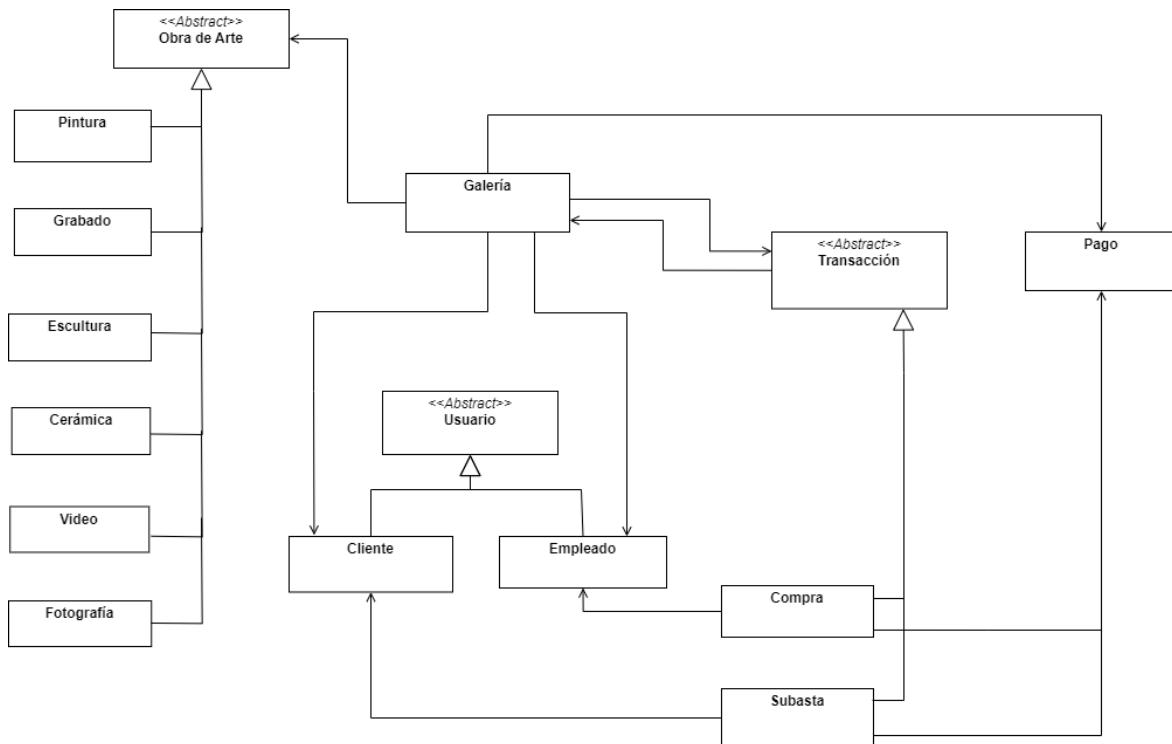 <<Abstract>>
Obra de Arte
Pintura
Grabado
Escultura
Cerámica
Video
Fotografía
Galería
<<Abstract>>
Transacción
Pago
<<Abstract>>
Usuario
Cliente
Empleado
Compra
Subasta